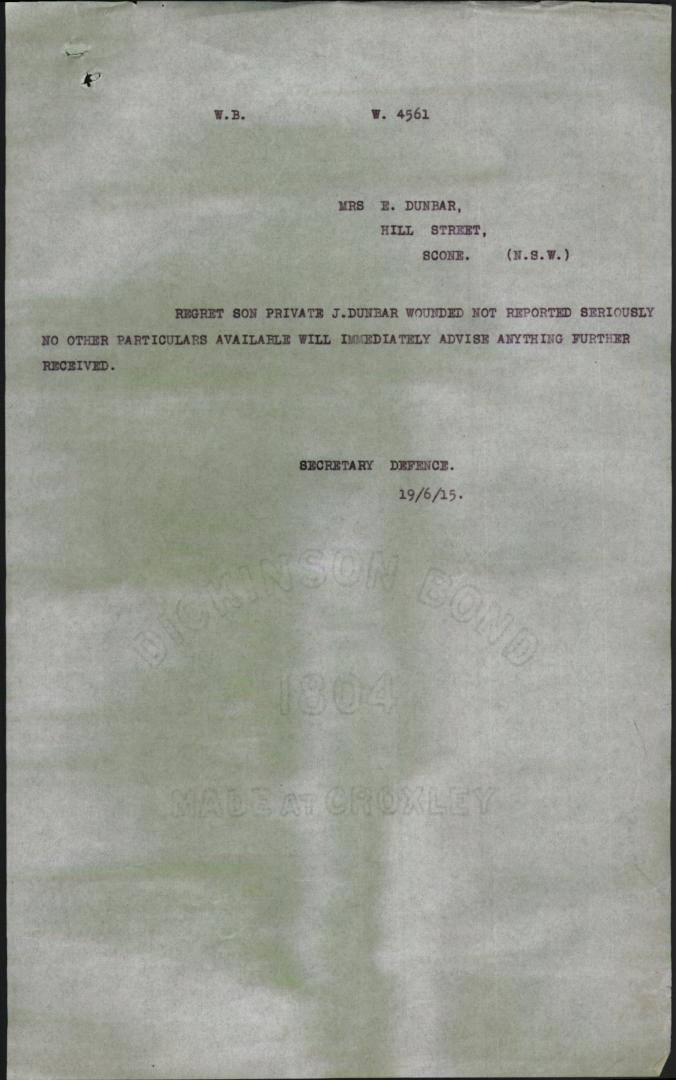 W.B. W. 4561
MRS E. DUNBAR,
HILL STREET,
SCONE. (N.S.W.)
REGRET SON PRIVATE J.DUNBAR WOUNDED NOT REPORTED SERIOUSLY
NO OTHER PARTICULARS AVAILABLE WILL IMMEDIATELY ADVISE ANYTHING FURTHER
RECEIVED.
SECRETARY DEFENCE.
19/6/15.
DICKINSON BOND
1804
MADE AT CROXLEY